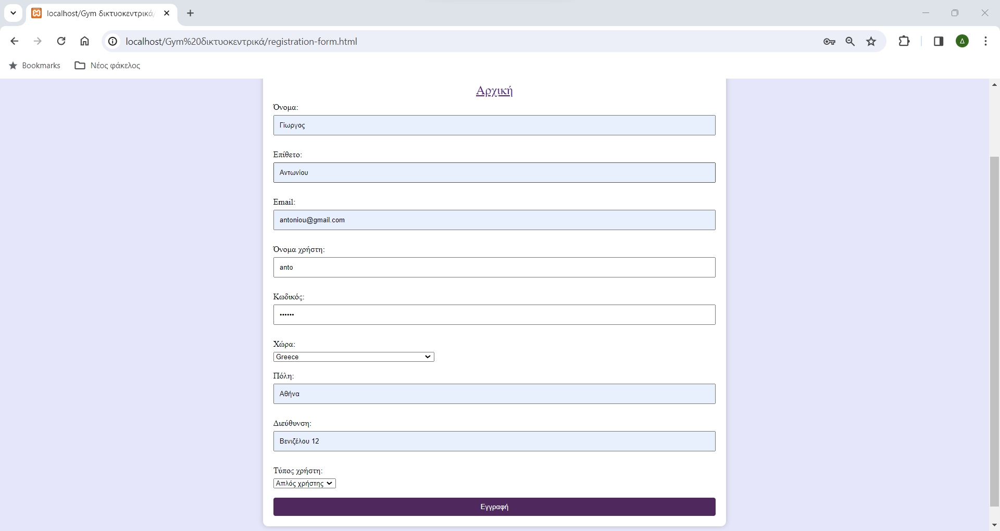 localhost/Gym δικτυοκεντρικά/
localhost/Gym%20δικτυοκεντρικά/registration-form.html
Δ
Bookmarks
Νέος φάκελος
Αρχική
Όνομα:
Γίωργος
Επίθετο:
Αντωνίου
Email:
antoniou@gmail.com
Όνομα χρήστη:
anto
Κωδικός:
••••••
Χώρα:
Greece
Πόλη:
Αθήνα
Διεύθυνση:
Βενιζέλου 12
Τύπος χρήστη:
Απλός χρήστης
Εγγραφή